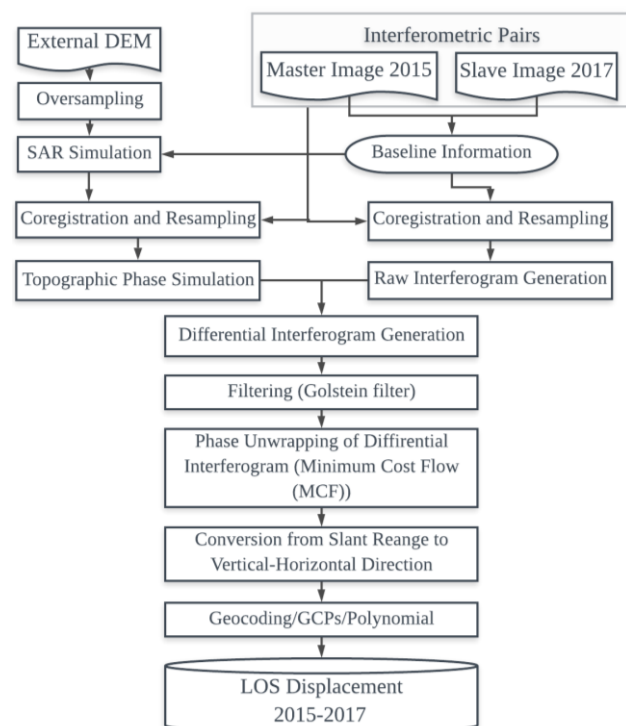 External DEM
Interferometric Pairs
Master Image 2015
Slave Image 2017
Oversampling
SAR Simulation
Baseline Information
Coregistration and Resampling
Coregistration and Resampling
Topographic Phase Simulation
Raw Interferogram Generation
Differential Interferogram Generation
Filtering (Golstein filter)
Phase Unwrapping of Diffirential
Interferogram (Minimum Cost Flow
(MCF))
Conversion from Slant Reange to
Vertical-Horizontal Direction
Geocoding/GCPs/Polynomial
LOS Displacement
2015-2017